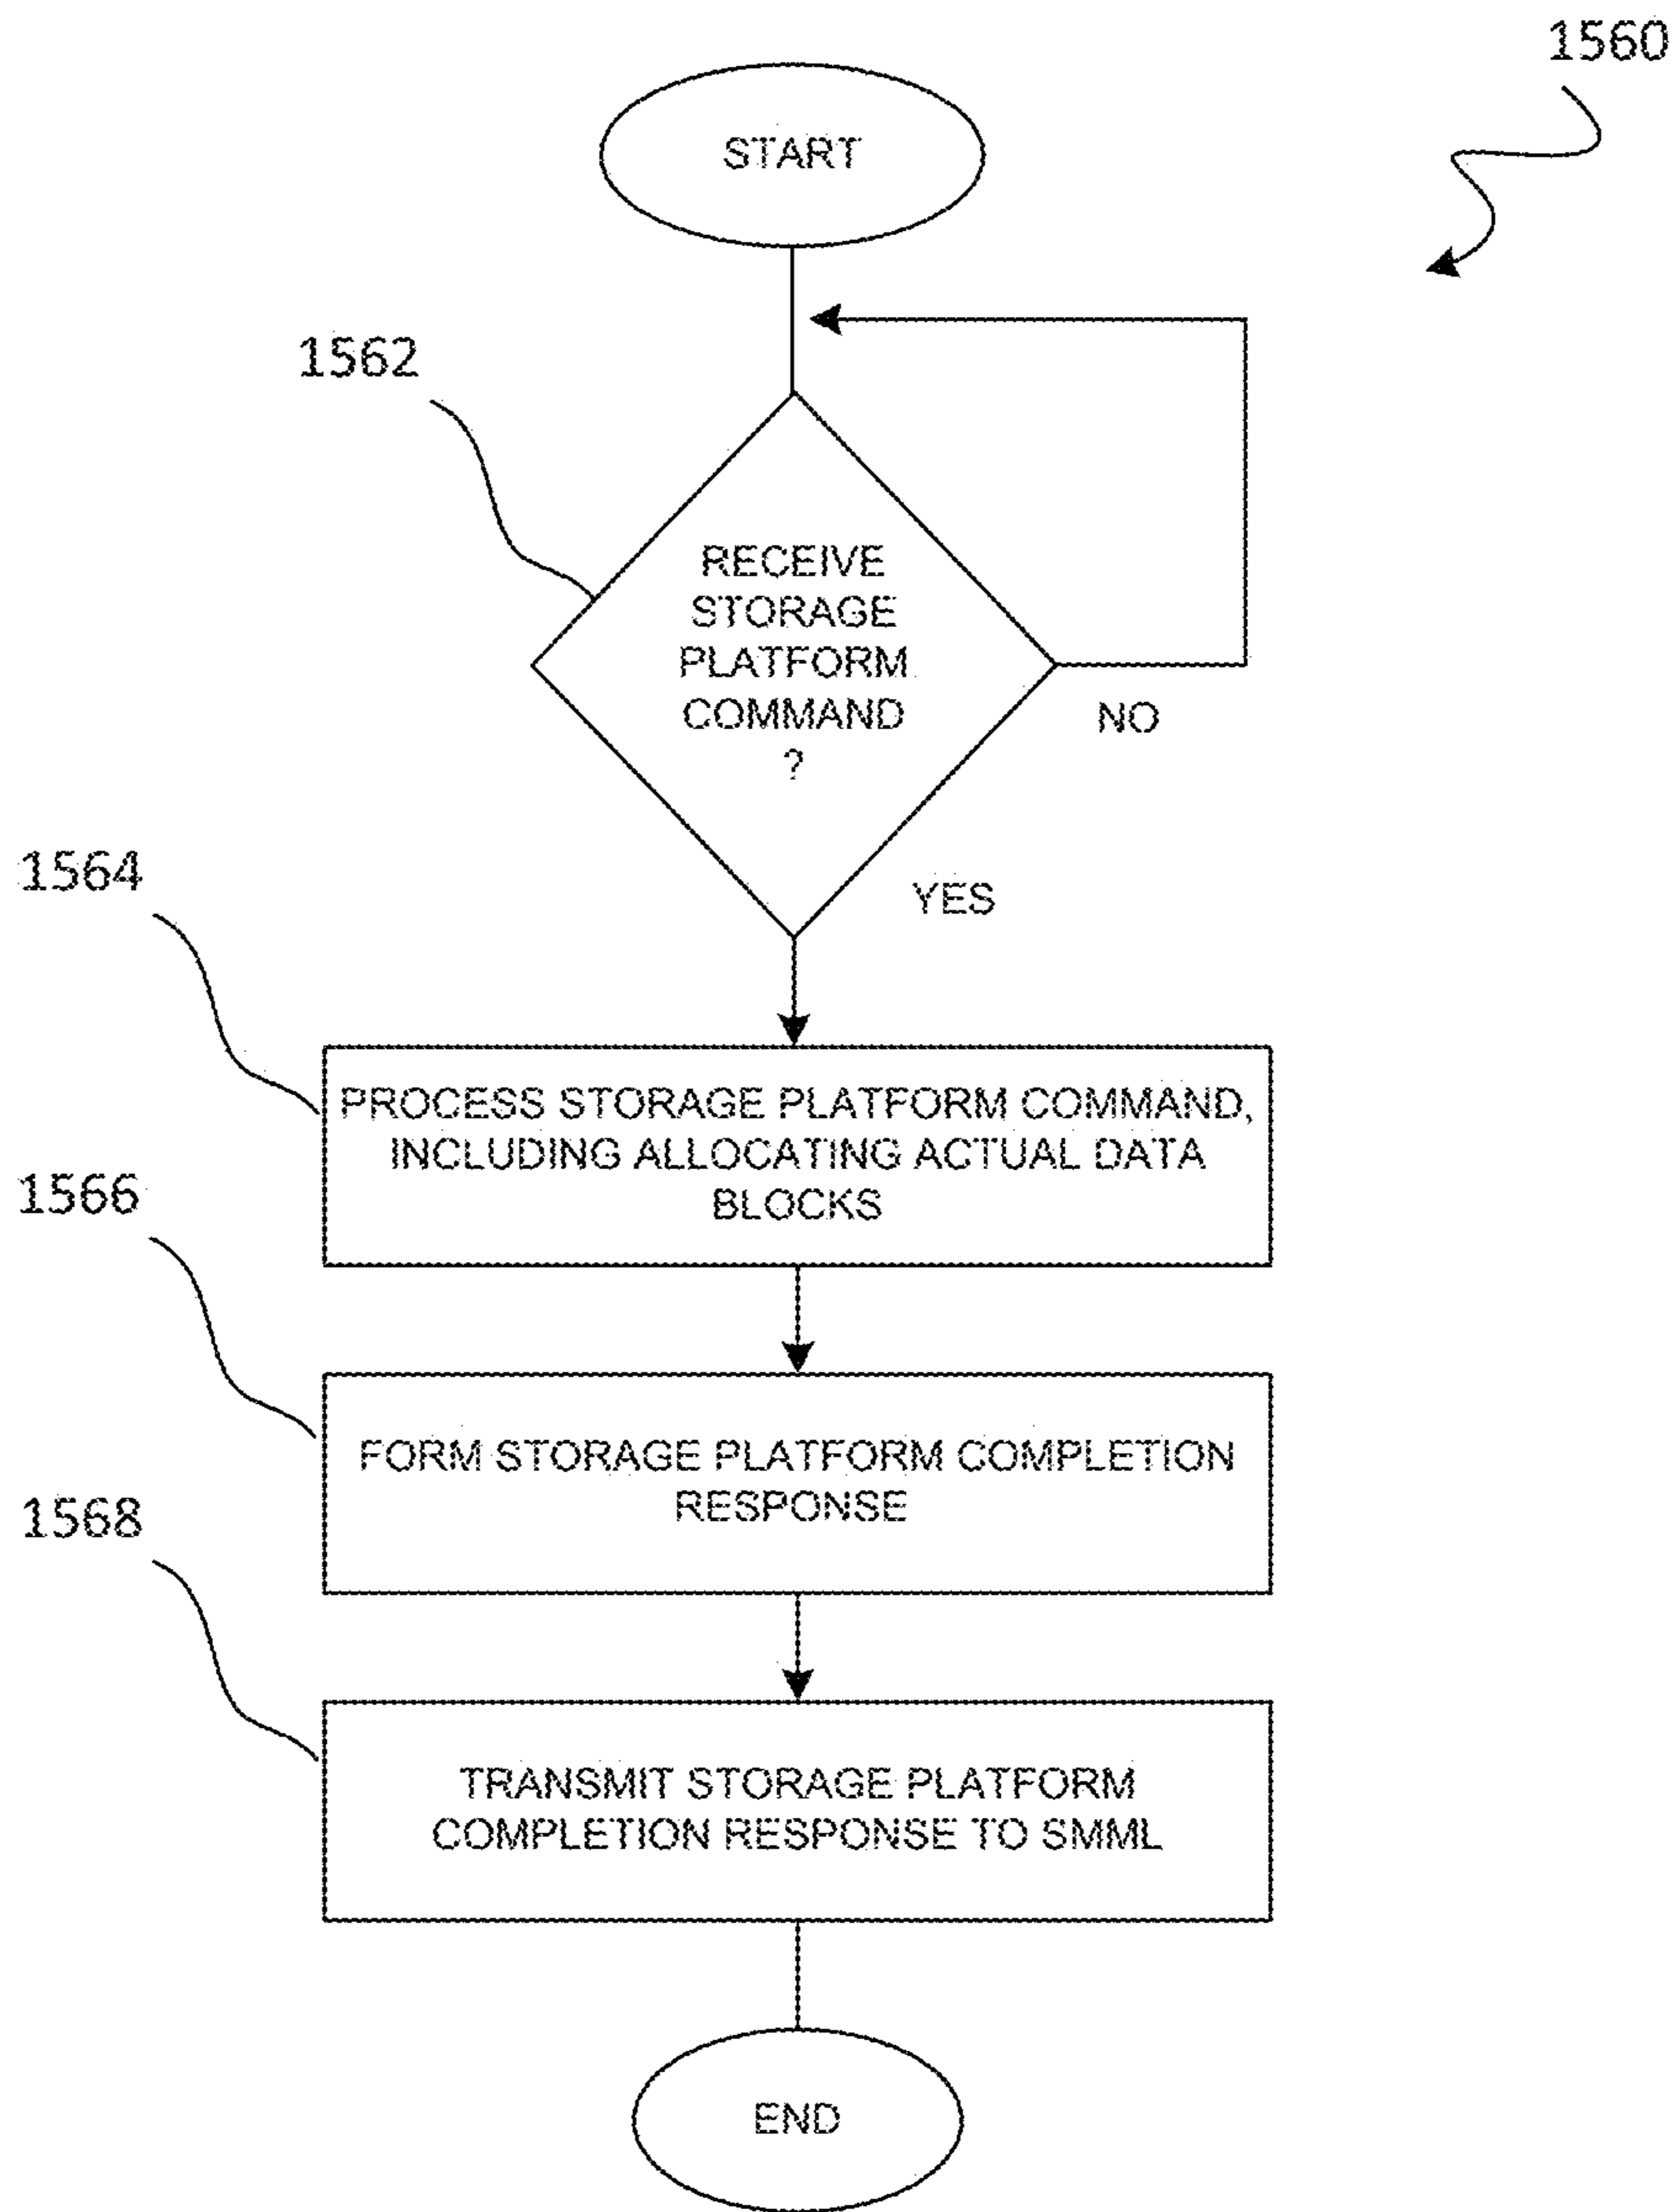 1560
START
1562
RECEIVE
STORAGE
PLATFORM
COMMAND
?
NO
YES
1564
PROCESS STORAGE PLATFORM COMMAND,
INCLUDING ALLOCATING ACTUAL DATA
BLOCKS
1566
FORM STORAGE PLATFORM COMPLETION
RESPONSE
1568
TRANSMIT STORAGE PLATFORM
COMPLETION RESPONSE TO SMML
END